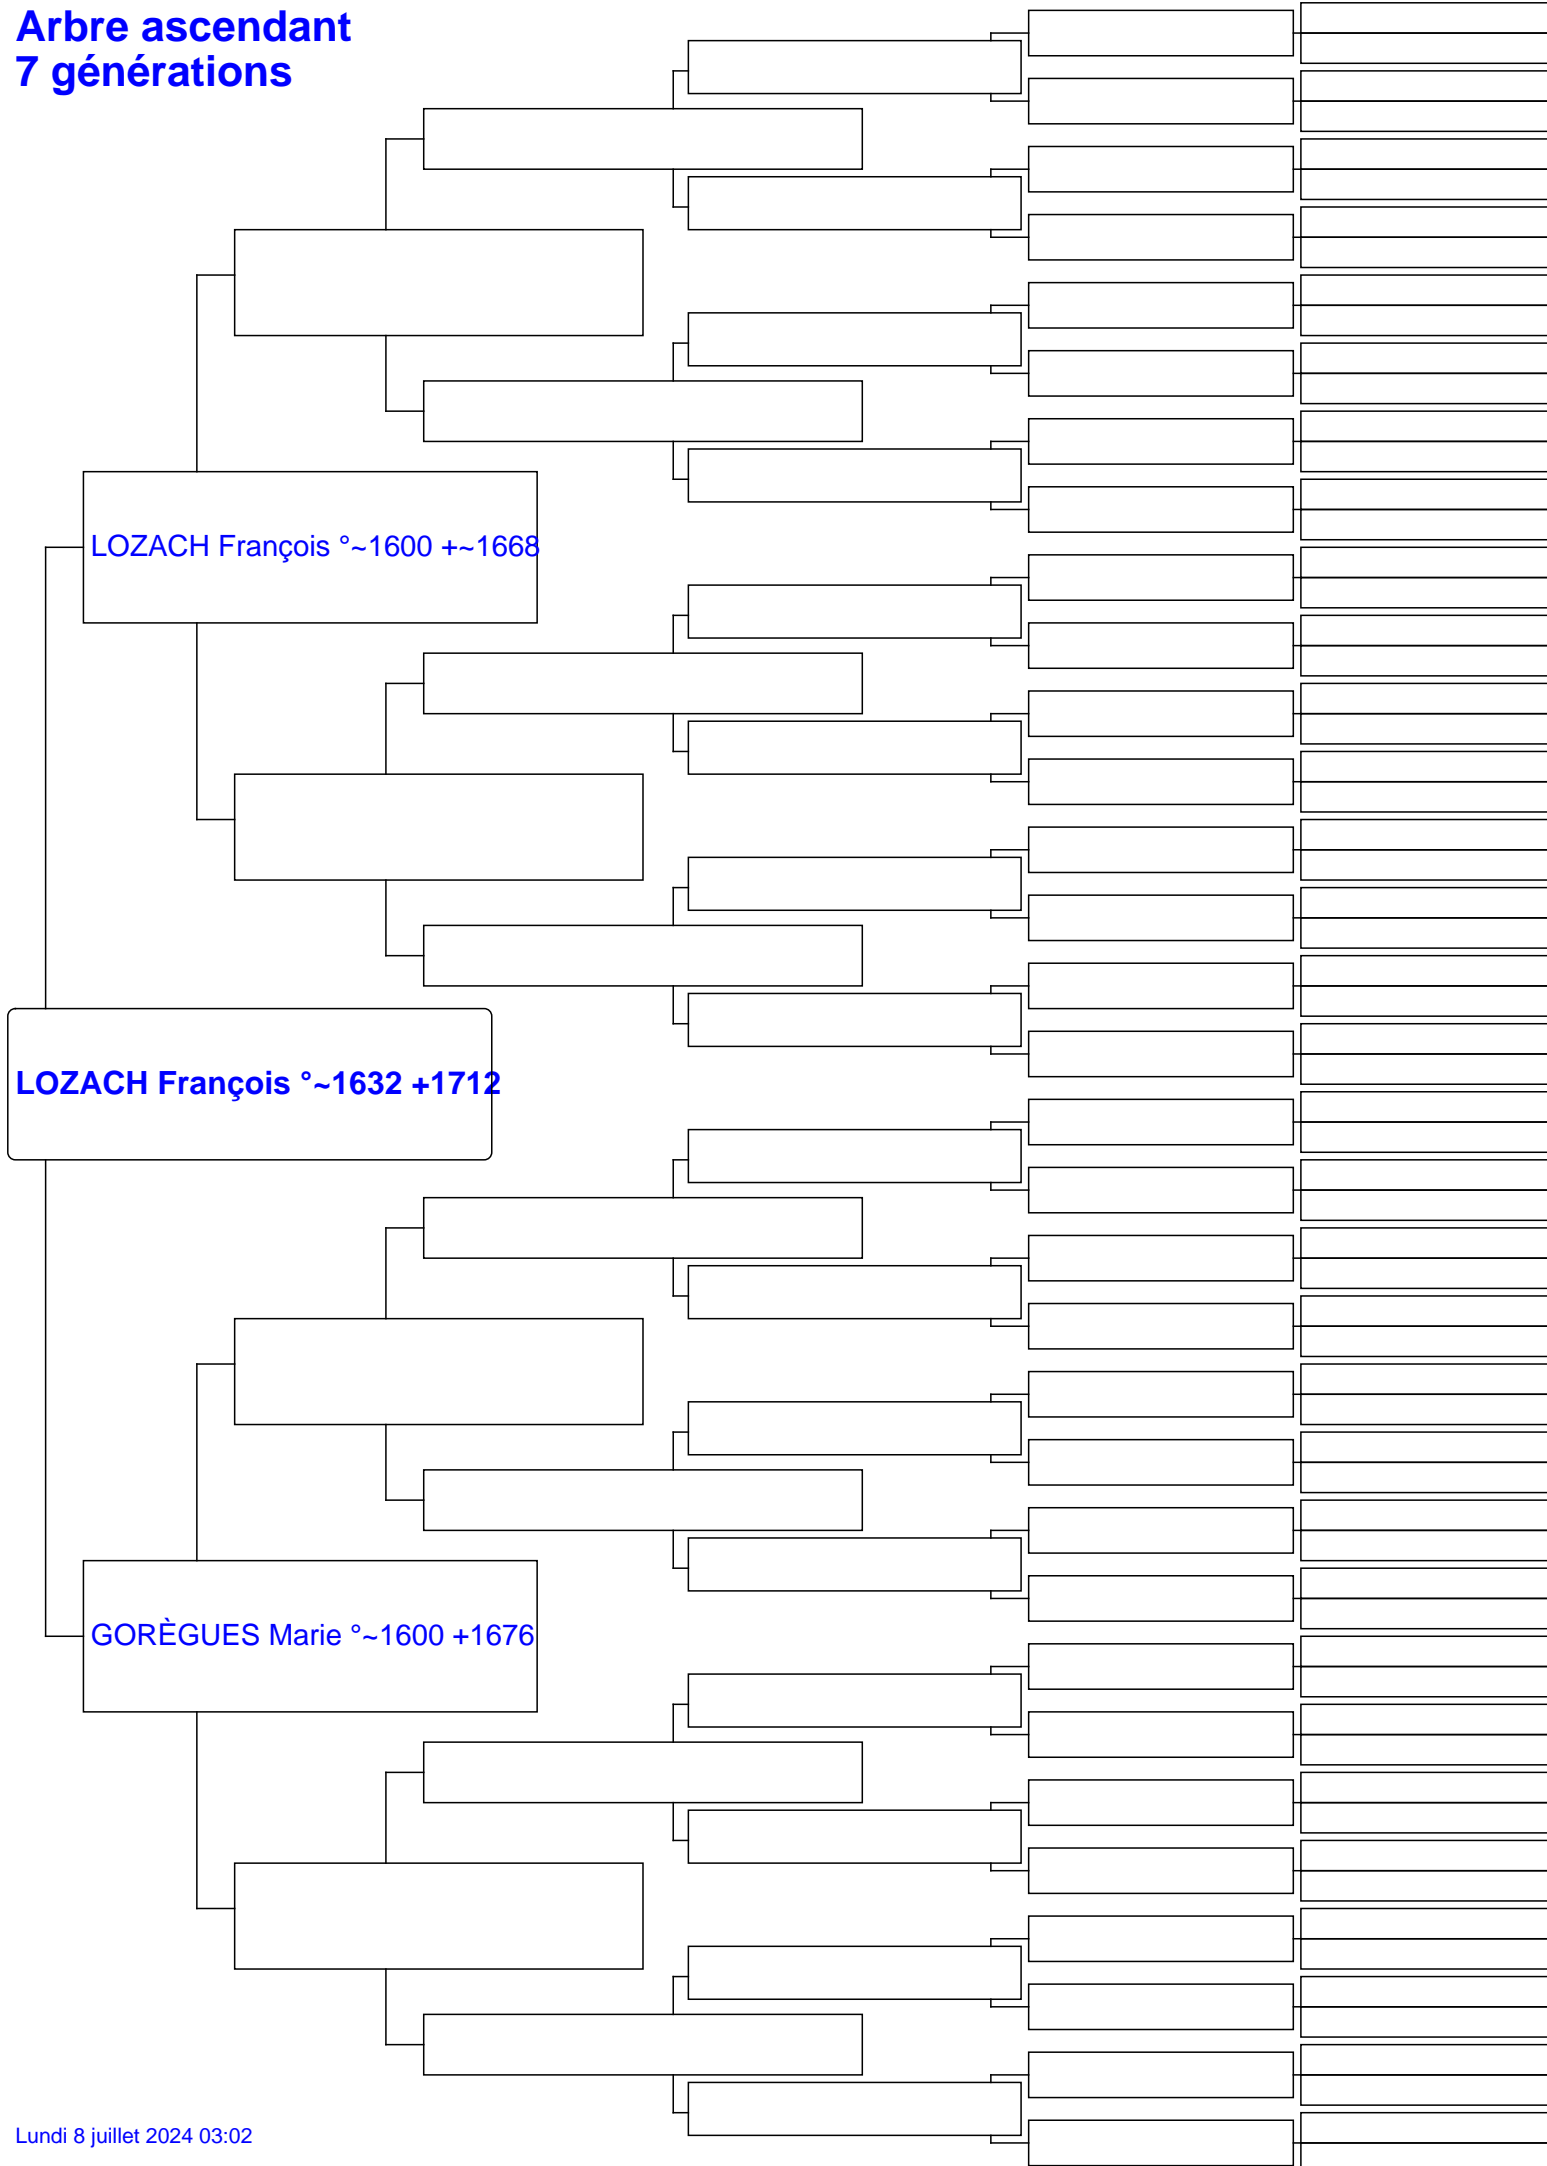 Arbre ascendant
7 générations
LOZACH François °~1600 +~1668
LOZACH François °~1632 +1712
GORÈGUES Marie °~1600 +1676
Lundi 8 juillet 2024 03:02